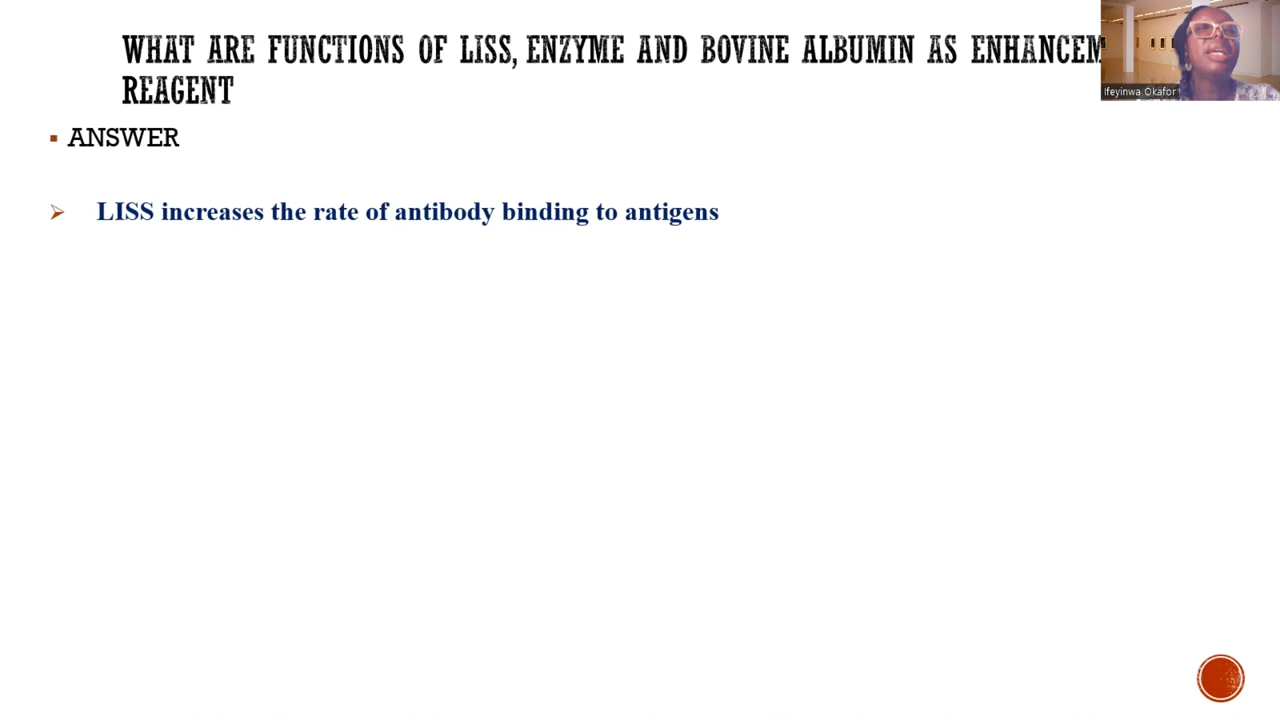 WHAT ARE FUNCTIONS OF LISS, ENZYME AND BOVINE ALBUMIN AS ENHANCEM
REAGENT
Ifeyinwa Okafor
ANSWER
LISS increases the rate of antibody binding to antigens